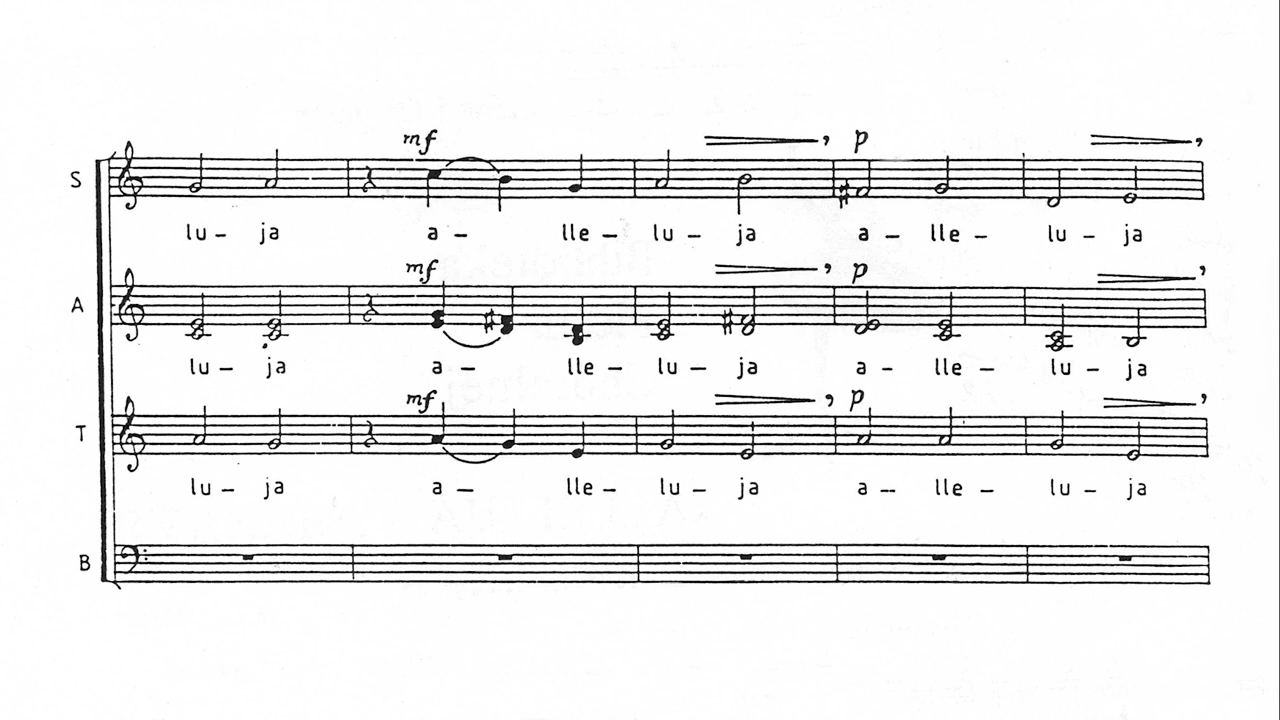 mf p
S
lu – ja a – lle – lu – ja a – lle – lu – ja
mf p
A
lu – ja a – lle – lu – ja a – lle – lu – ja
mf p
T
lu – ja a – lle – lu – ja a – lle – lu – ja
B